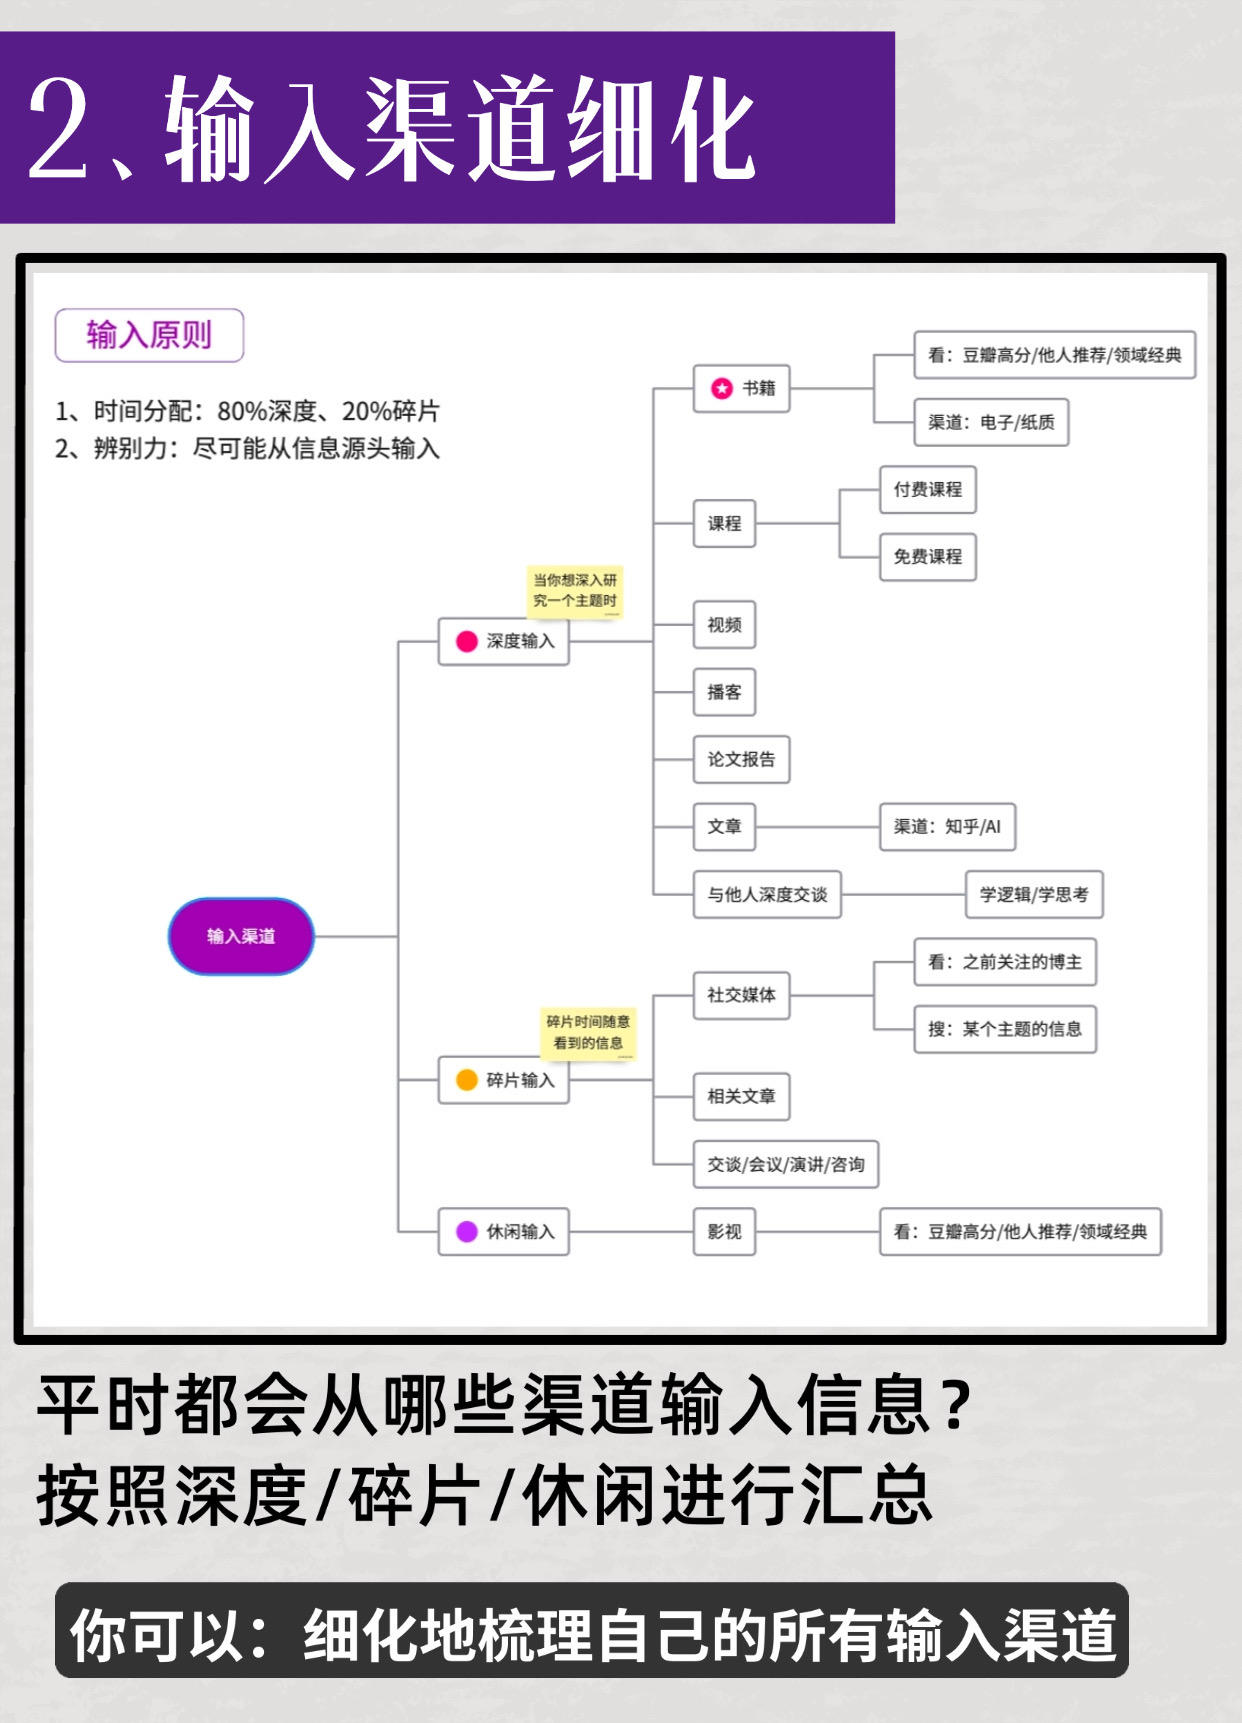 2、输入渠道细化
输入原则
1、时间分配：80%深度、20%碎片
2、辨别力：尽可能从信息源头输入
输入渠道
当你想深入研
究一个主题时
深度输入
书籍
看：豆瓣高分/他人推荐/领域经典
渠道：电子/纸质
课程
付费课程
免费课程
视频
播客
论文报告
文章
渠道：知乎/AI
与他人深度交谈
学逻辑/学思考
碎片时间随意
看到的信息
碎片输入
社交媒体
看：之前关注的博主
搜：某个主题的信息
相关文章
交谈/会议/演讲/咨询
休闲输入
影视
看：豆瓣高分/他人推荐/领域经典
平时都会从哪些渠道输入信息？
按照深度/碎片/休闲进行汇总
你可以：细化地梳理自己的所有输入渠道